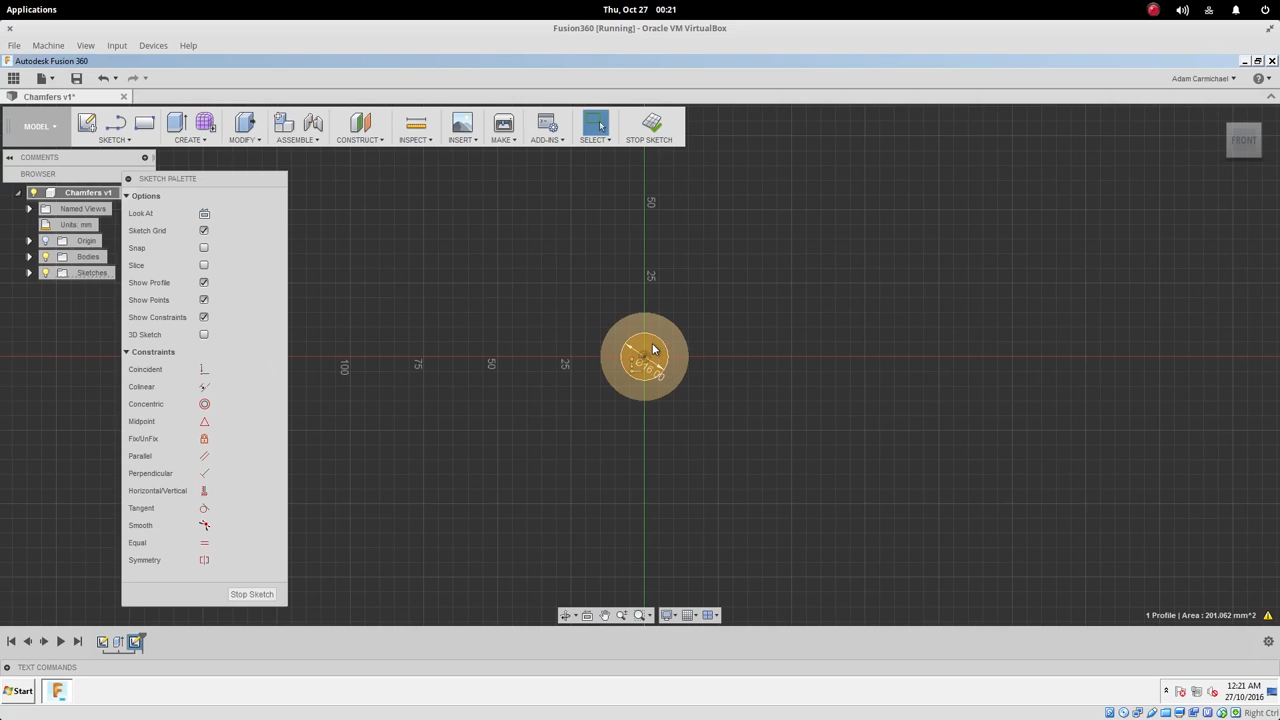 Applications
Thu, Oct 27 00:21
Fusion360 [Running] - Oracle VM VirtualBox
File Machine View Input Devices Help
Autodesk Fusion 360
Adam Carmichael
Chamfers v1*
MODEL
SKETCH
CREATE
MODIFY
ASSEMBLE
CONSTRUCT
INSPECT
INSERT
MAKE
ADD-INS
SELECT
STOP SKETCH
FRONT
COMMENTS
BROWSER
Chamfers v1
Named Views
Units: mm
Origin
Bodies
Sketches
SKETCH PALETTE
Options
Look At
Sketch Grid
Snap
Slice
Show Profile
Show Points
Show Constraints
3D Sketch
Constraints
Coincident
Colinear
Concentric
Midpoint
Fix/UnFix
Parallel
Perpendicular
Horizontal/Vertical
Tangent
Smooth
Equal
Symmetry
Stop Sketch
50
25
100
75
50
25
Ø16.00
1 Profile | Area : 201.062 mm^2
TEXT COMMANDS
Start
12:21 AM
27/10/2016
Right Ctrl